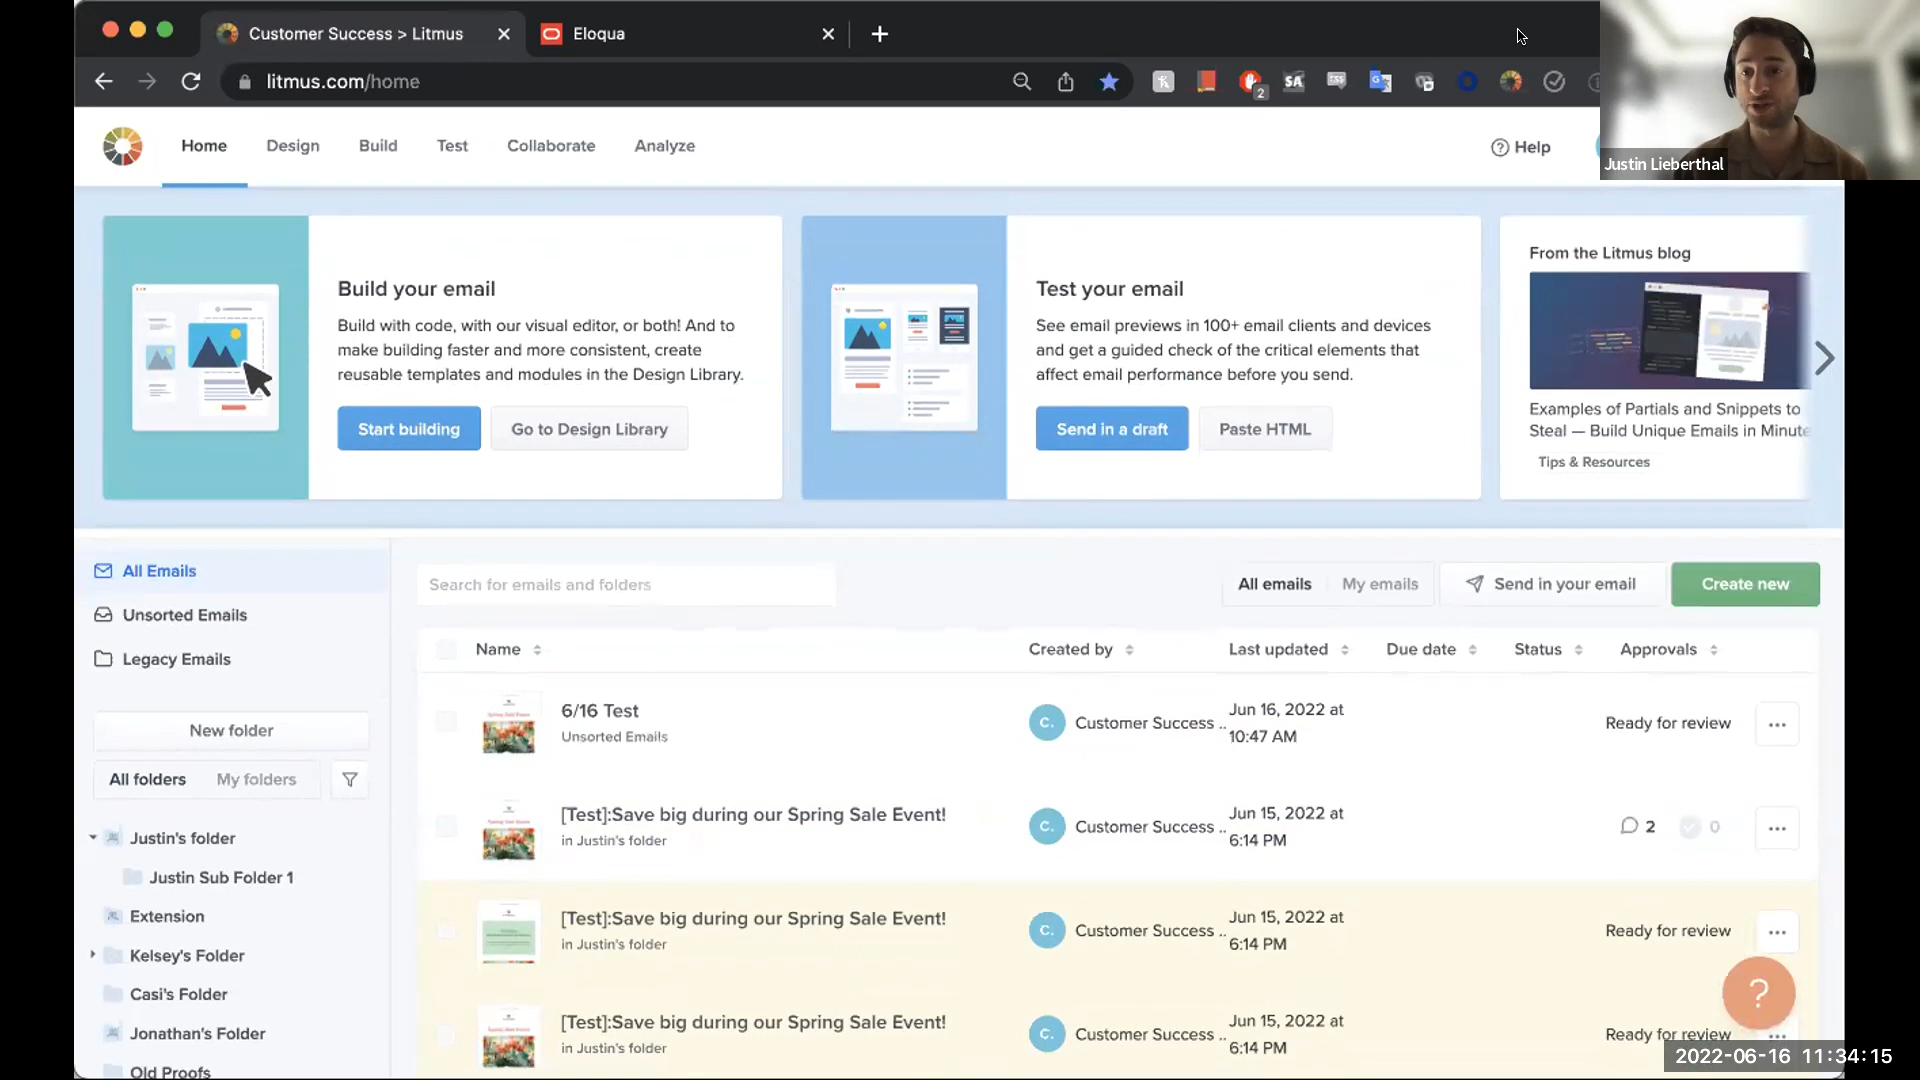 Customer Success > Litmus
Eloqua
litmus.com/home
2
SA
Justin Lieberthal
Home
Design
Build
Test
Collaborate
Analyze
Help
Build your email
Build with code, with our visual editor, or both! And to
make building faster and more consistent, create
reusable templates and modules in the Design Library.
Start building
Go to Design Library
Test your email
See email previews in 100+ email clients and devices
and get a guided check of the critical elements that
affect email performance before you send.
Send in a draft
Paste HTML
From the Litmus blog
Examples of Partials and Snippets to
Steal — Build Unique Emails in Minute
Tips & Resources
All Emails
Unsorted Emails
Legacy Emails
New folder
All folders
My folders
Justin's folder
Justin Sub Folder 1
Extension
Kelsey's Folder
Casi's Folder
Jonathan's Folder
Old Proofs
Search for emails and folders
All emails
My emails
Send in your email
Create new
Name
Created by
Last updated
Due date
Status
Approvals
6/16 Test
Unsorted Emails
C.
Customer Success ..
Jun 16, 2022 at
10:47 AM
Ready for review
...
[Test]:Save big during our Spring Sale Event!
in Justin's folder
C.
Customer Success ..
Jun 15, 2022 at
6:14 PM
2
0
...
[Test]:Save big during our Spring Sale Event!
in Justin's folder
C.
Customer Success ..
Jun 15, 2022 at
6:14 PM
Ready for review
...
[Test]:Save big during our Spring Sale Event!
in Justin's folder
C.
Customer Success ..
Jun 15, 2022 at
6:14 PM
Ready for review
...
?
2022-06-16 11:34:15